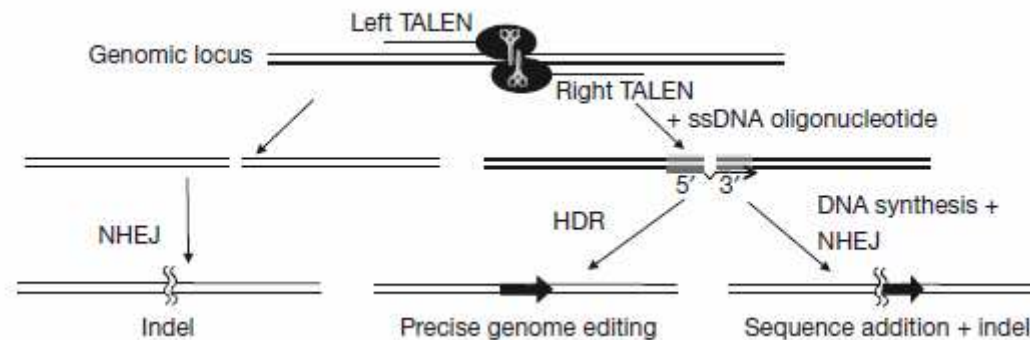 Left TALEN
Genomic locus
Right TALEN
+ ssDNA oligonucleotide
5′ 3′
NHEJ
HDR
DNA synthesis +
NHEJ
Indel
Precise genome editing
Sequence addition + indel